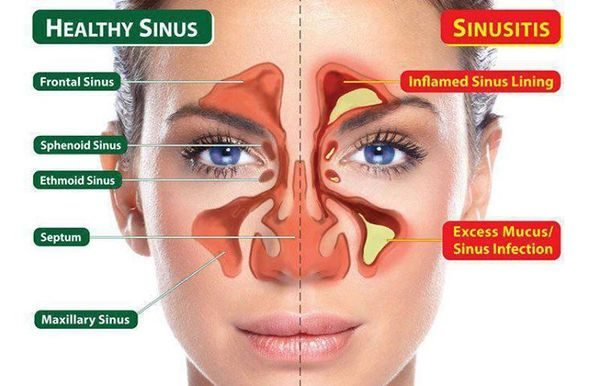 HEALTHY SINUS
SINUSITIS
Frontal Sinus
Inflamed Sinus Lining
Sphenoid Sinus
Ethmoid Sinus
Septum
Excess Mucus/
Sinus Infection
Maxillary Sinus